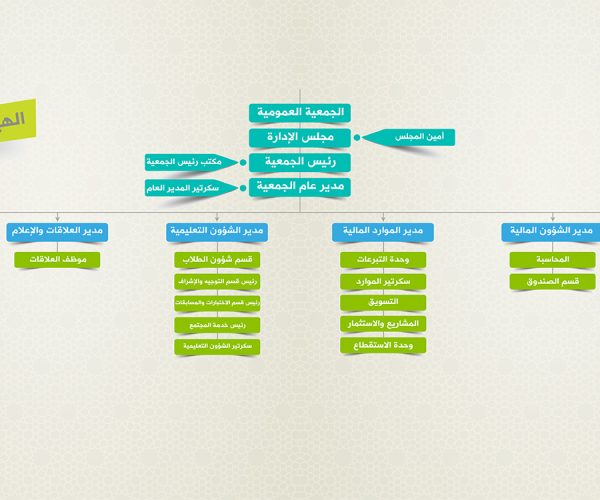 الجمعية العمومية
مجلس الإدارة
أمين المجلس
رئيس الجمعية
مكتب رئيس الجمعية
مدير عام الجمعية
سكرتير المدير العام
مدير الشؤون المالية
المحاسبة
قسم الصندوق
مدير الموارد المالية
وحدة التبرعات
سكرتير الموارد
التسويق
المشاريع والاستثمار
وحدة الاستقطاع
مدير الشؤون التعليمية
قسم شؤون الطلاب
رئيس قسم التوجيه والإشراف
رئيس قسم الاختبارات والمسابقات
رئيس خدمة المجتمع
سكرتير الشؤون التعليمية
مدير العلاقات والإعلام
موظف العلاقات